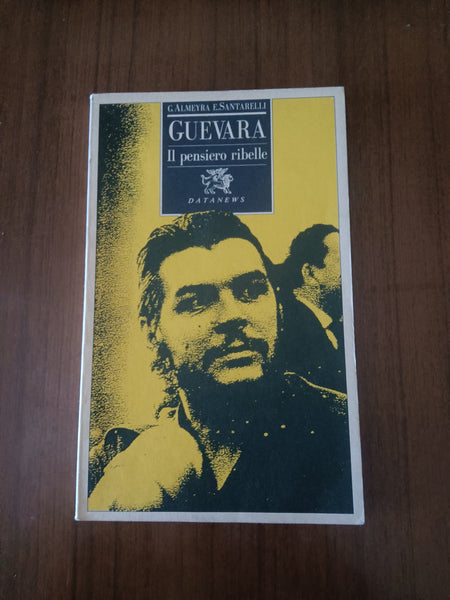 G. ALMEYRA E. SANTARELLI
GUEVARA
Il pensiero ribelle
DATANEWS